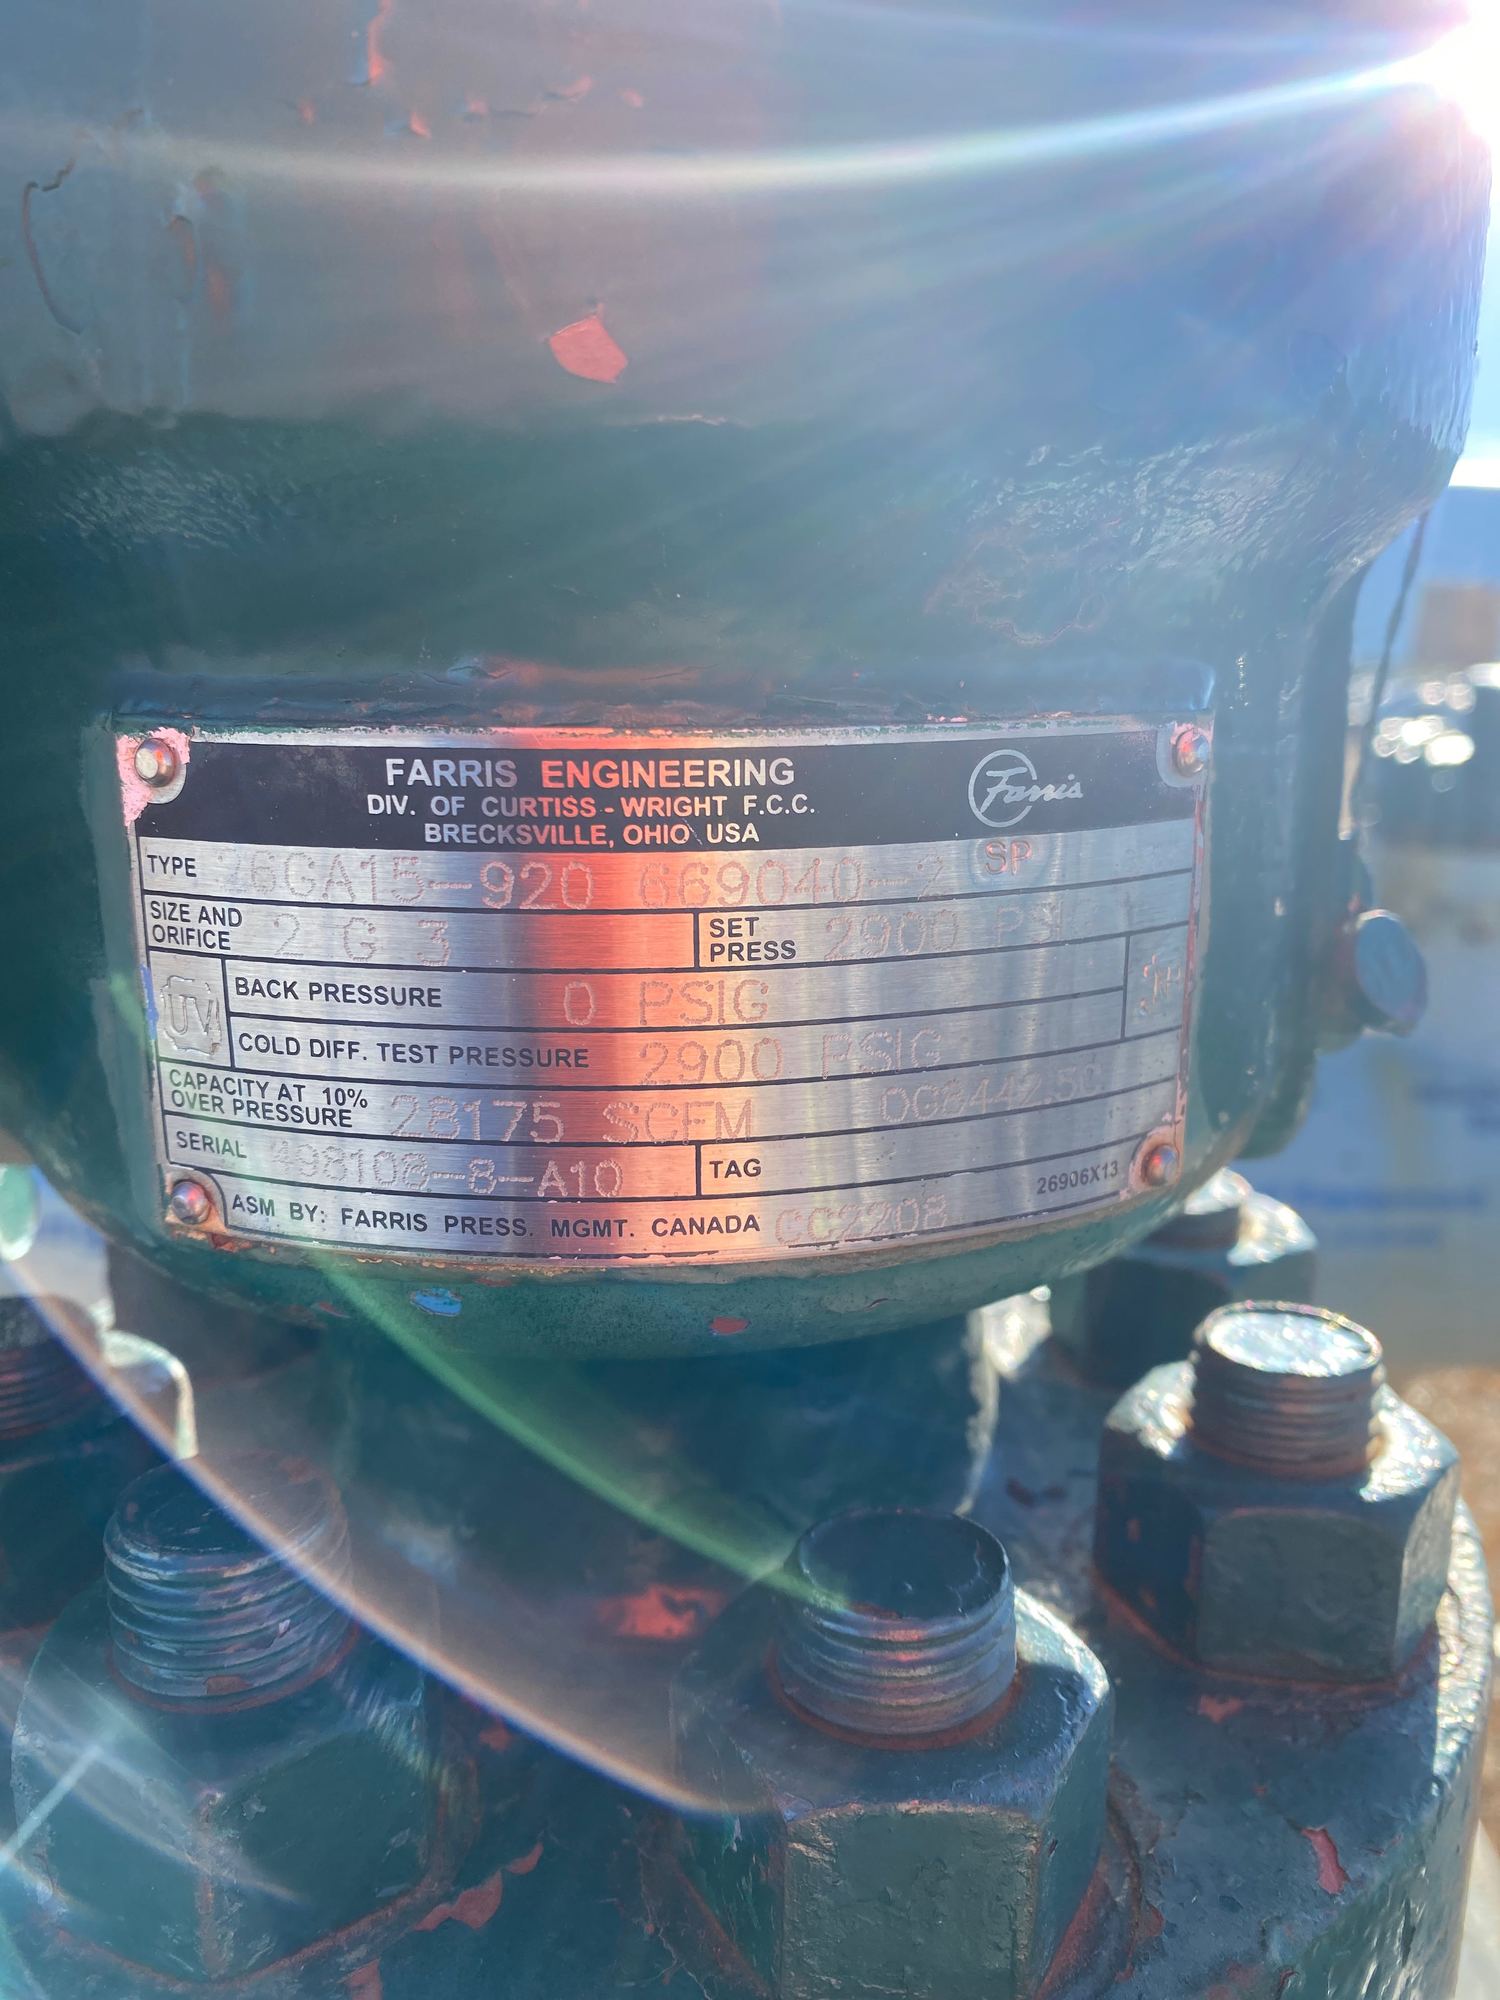 FARRIS ENGINEERING
DIV. OF CURTISS-WRIGHT F.C.C.
BRECKSVILLE, OHIO USA
Farris
TYPE 26GA15-920 669040-2 SP
SIZE AND ORIFICE 2 G 3 SET PRESS 2900 PSIG
UV BACK PRESSURE 0 PSIG
COLD DIFF. TEST PRESSURE 2900 PSIG
CAPACITY AT 10% OVER PRESSURE 28175 SCFM
SERIAL 498108-8-A10 TAG
26906X13
ASM BY: FARRIS PRESS. MGMT. CANADA CC2208